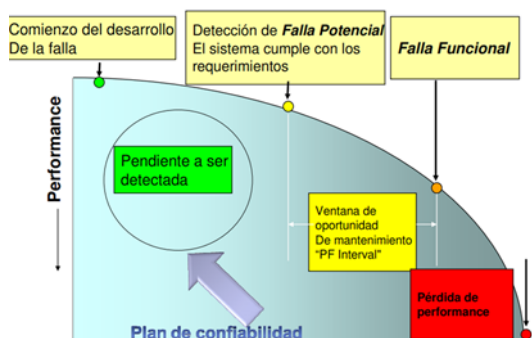 Comienzo del desarrollo
De la falla
Detección de Falla Potencial
El sistema cumple con los
requerimientos
Falla Funcional
Performance
Pendiente a ser
detectada
Ventana de
oportunidad
De mantenimiento
“PF Interval"
Pérdida de
performance
Plan de confiabilidad